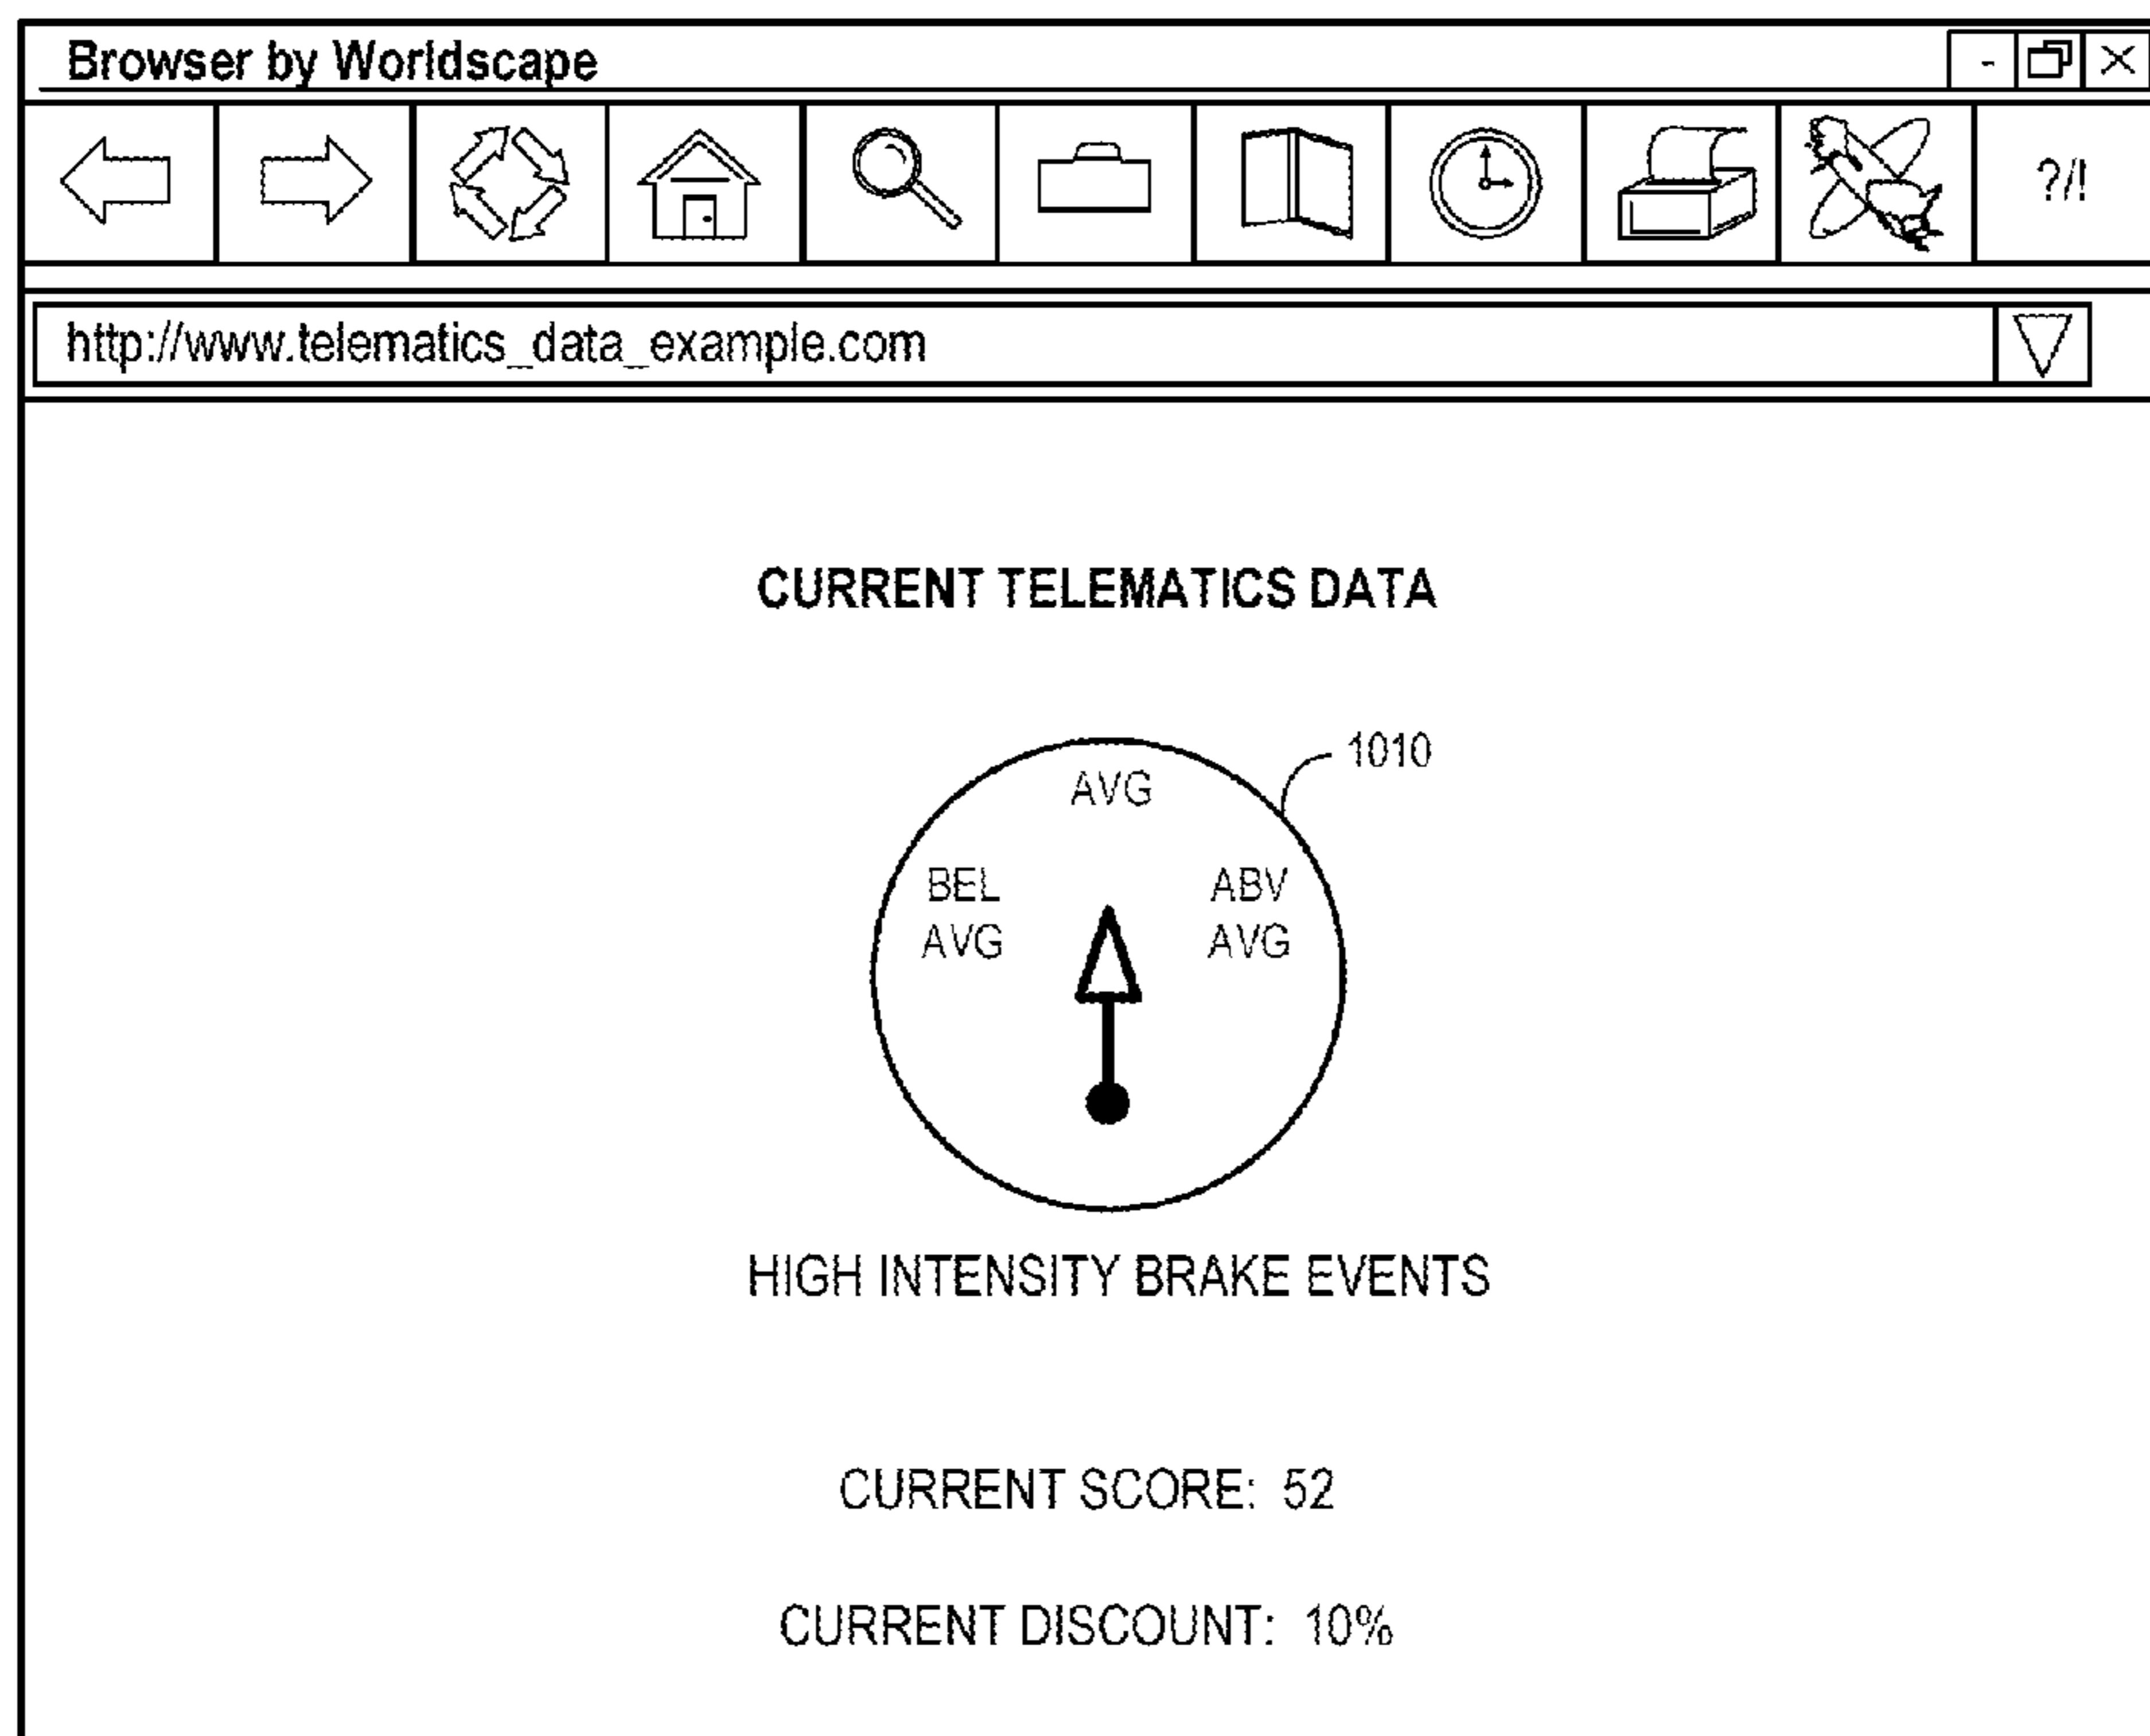 Browser by Worldscape
?/!
http://www.telematics_data_example.com
CURRENT TELEMATICS DATA
1010
AVG
BEL AVG
ABV AVG
HIGH INTENSITY BRAKE EVENTS
CURRENT SCORE: 52
CURRENT DISCOUNT: 10%